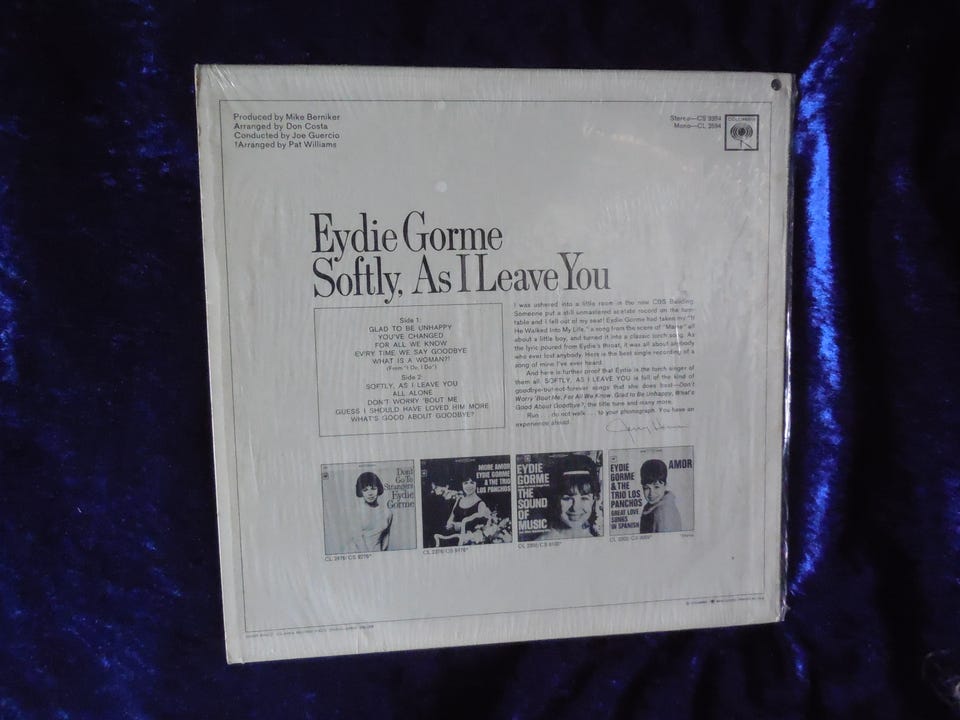 Produced by Mike Berniker
Arranged by Don Costa
Conducted by Joe Guercio
†Arranged by Pat Williams
Stereo—CS 9394
Mono—CL 2594
COLUMBIA
Eydie Gorme
Softly, As I Leave You
Side 1:
GLAD TO BE UNHAPPY
YOU'VE CHANGED
FOR ALL WE KNOW
EV'RY TIME WE SAY GOODBYE
WHAT IS A WOMAN?†
(From "I Do, I Do")
Side 2:
SOFTLY, AS I LEAVE YOU
ALL ALONE
DON'T WORRY 'BOUT ME
GUESS I SHOULD HAVE LOVED HIM MORE
WHAT'S GOOD ABOUT GOODBYE?
I was ushered into a little room in the new CBS Building.
Someone put a still unmastered acetate record on the turn-
table and I fell out of my seat! Eydie Gorme had taken my "If
He Walked Into My Life," a song from the score of "Mame" all
about a little boy, and turned it into a classic torch song. As
the lyric poured from Eydie's throat, it was all about anybody
who ever lost anybody. Here is the best single recording of a
song of mine I've ever heard.
And here is further proof that Eydie is the torch singer of
them all. SOFTLY, AS I LEAVE YOU is full of the kind of
goodbye-but-not-forever songs that she does best—Don't
Worry 'Bout Me, For All We Know, Glad to Be Unhappy, What's
Good About Goodbye?, the title tune and many more.
Run . . . do not walk . . . to your phonograph. You have an
experience ahead.
Don't
Go To
Strangers
Eydie
Gorme
MORE AMOR
EYDIE GORME
& THE TRIO
LOS PANCHOS
EYDIE
GORME
THE
SOUND
OF
MUSIC
EYDIE
GORME
& THE TRIO
LOS PANCHOS
GREAT LOVE
SONGS
IN SPANISH
AMOR